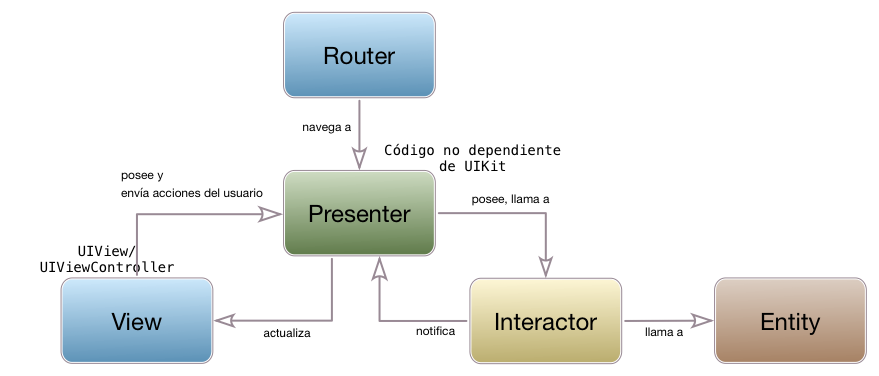 Router
navega a
Código no dependiente
de UIKit
posee y
envía acciones del usuario
Presenter
posee, llama a
UIView/
UIViewController
View
actualiza
notifica
Interactor
llama a
Entity